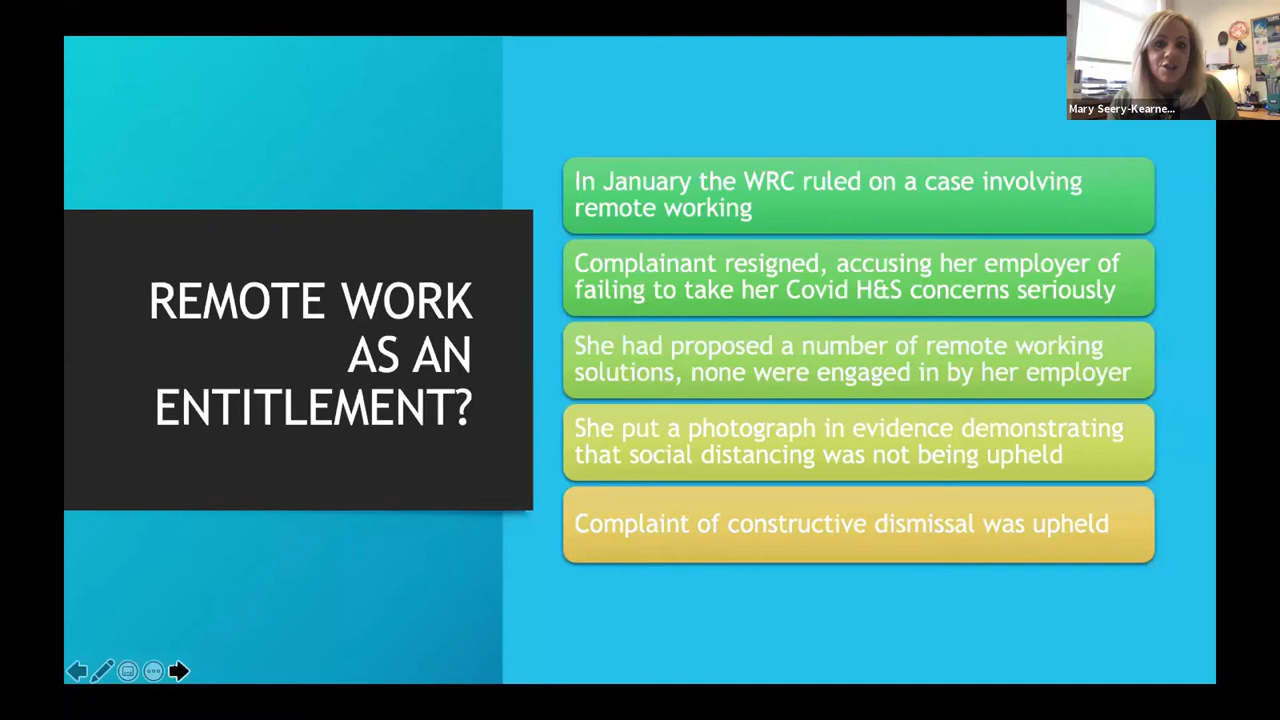 Mary Seery-Kearne...
REMOTE WORK
AS AN
ENTITLEMENT?
In January the WRC ruled on a case involving
remote working
Complainant resigned, accusing her employer of
failing to take her Covid H&S concerns seriously
She had proposed a number of remote working
solutions, none were engaged in by her employer
She put a photograph in evidence demonstrating
that social distancing was not being upheld
Complaint of constructive dismissal was upheld